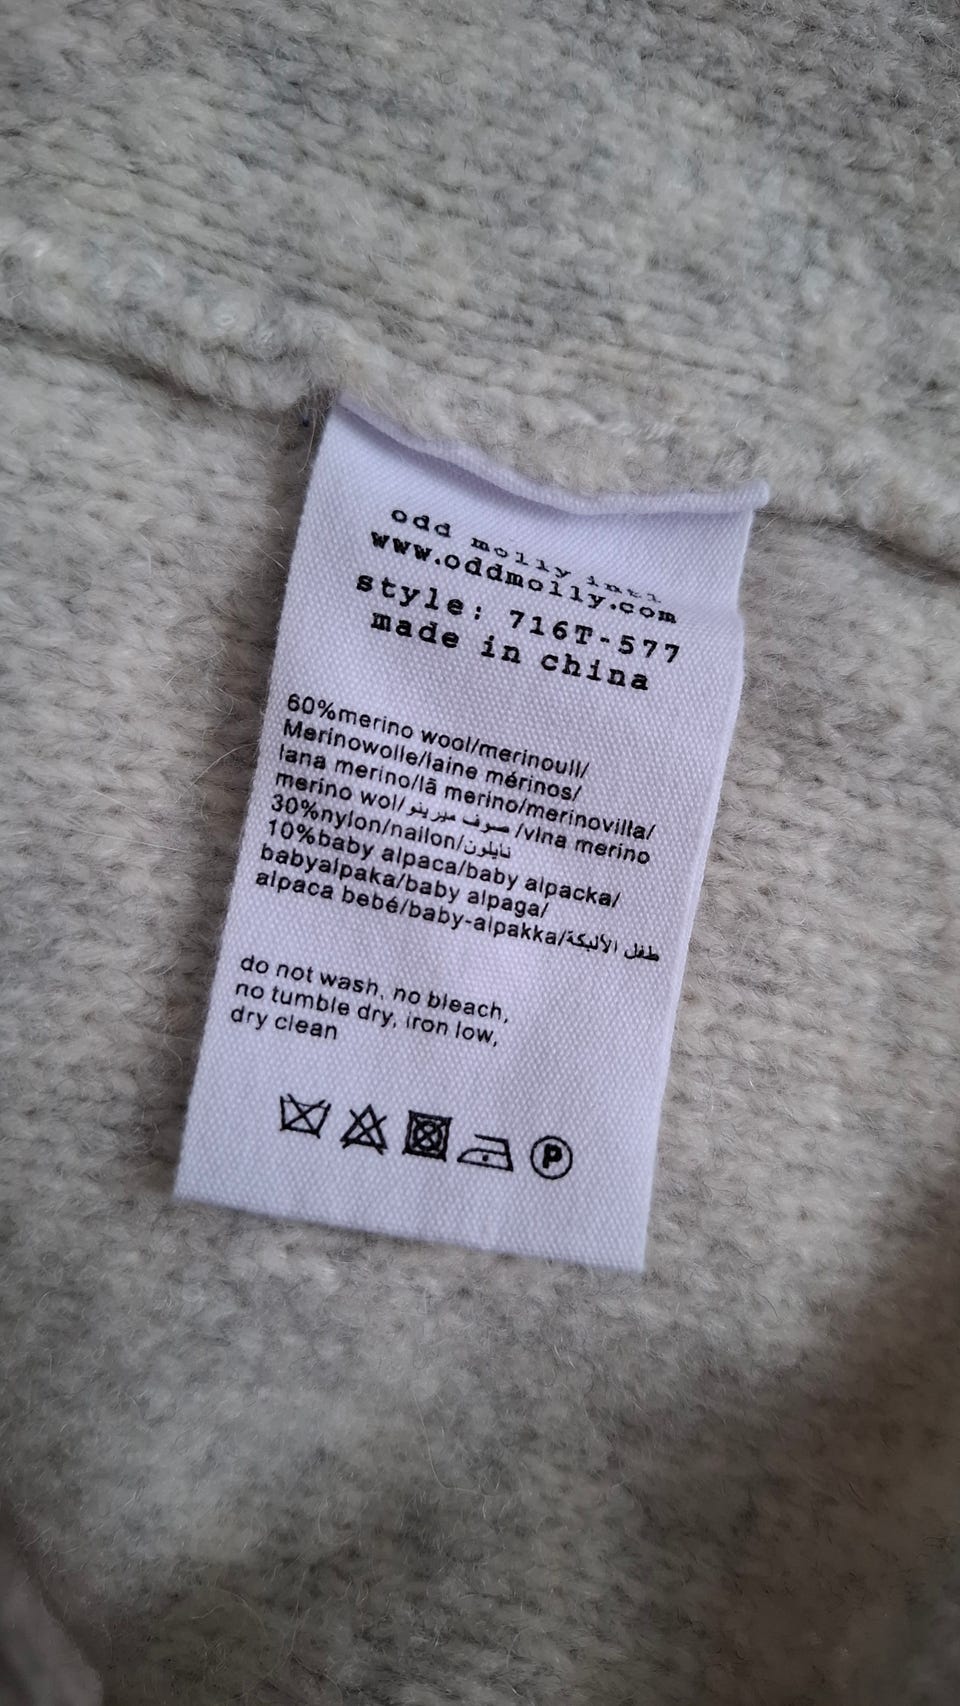 odd molly intl
www.oddmolly.com
style: 716T-577
made in china
60%merino wool/merinoull/
Merinowolle/laine mérinos/
lana merino/lã merino/merinovilla/
merino wol/صوف ميرينو/vlna merino
30%nylon/nailon/نايلون
10%baby alpaca/baby alpacka/
babyalpaka/baby alpaga/
alpaca bebé/baby-alpakka/طفل الألبكة
do not wash, no bleach,
no tumble dry, iron low,
dry clean
P